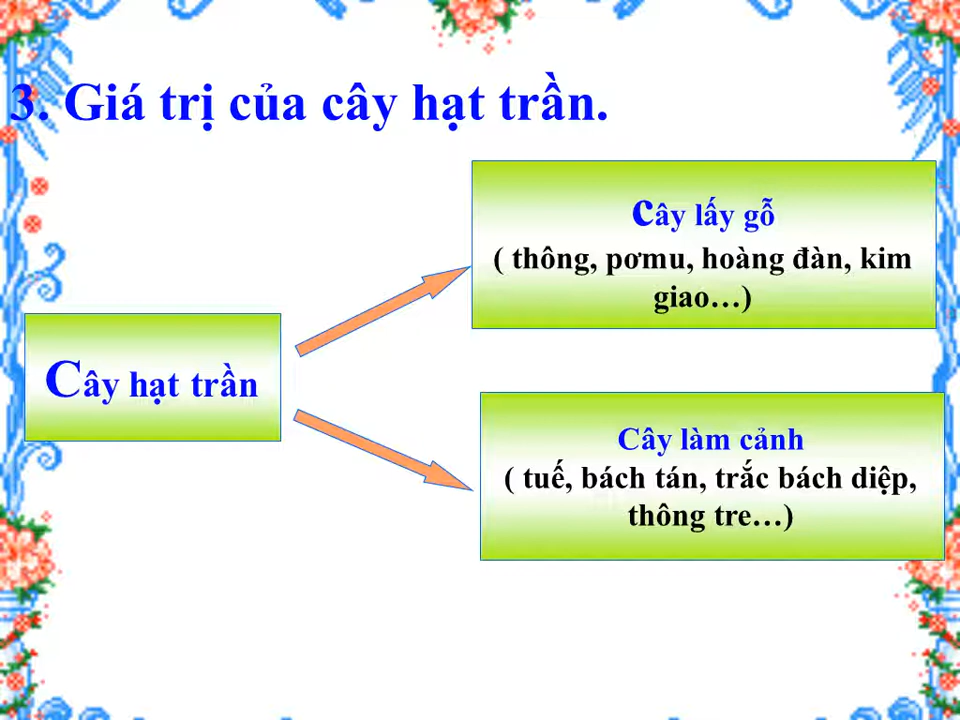 3. Giá trị của cây hạt trần.
cây lấy gỗ
( thông, pơmu, hoàng đàn, kim
giao…)
Cây hạt trần
Cây làm cảnh
( tuế, bách tán, trắc bách diệp,
thông tre…)